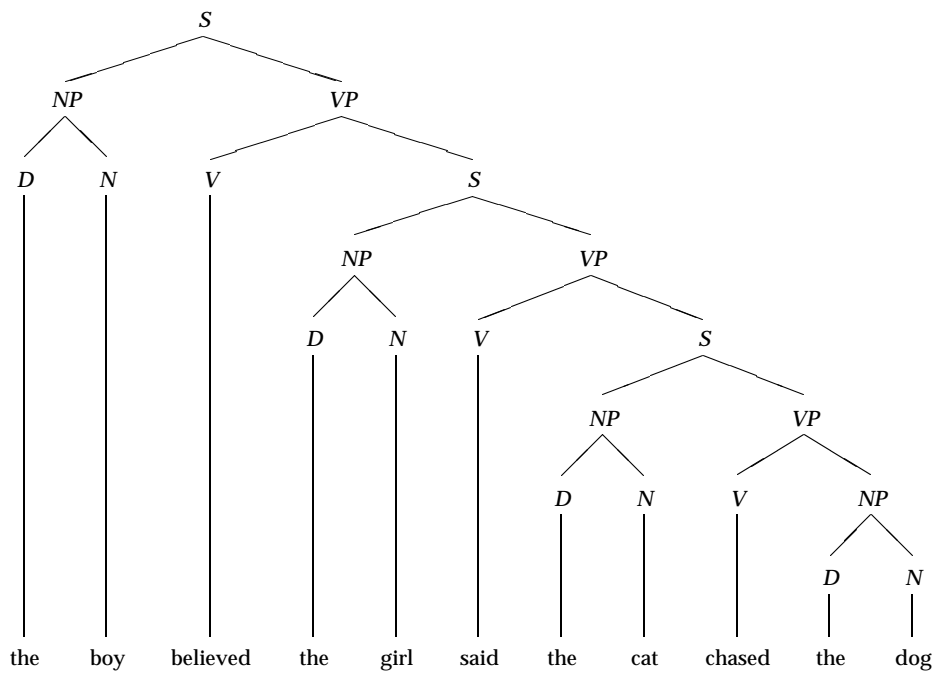 S
NP VP
D N V S
NP VP
D N V S
NP VP
D N V NP
D N
the boy believed the girl said the cat chased the dog